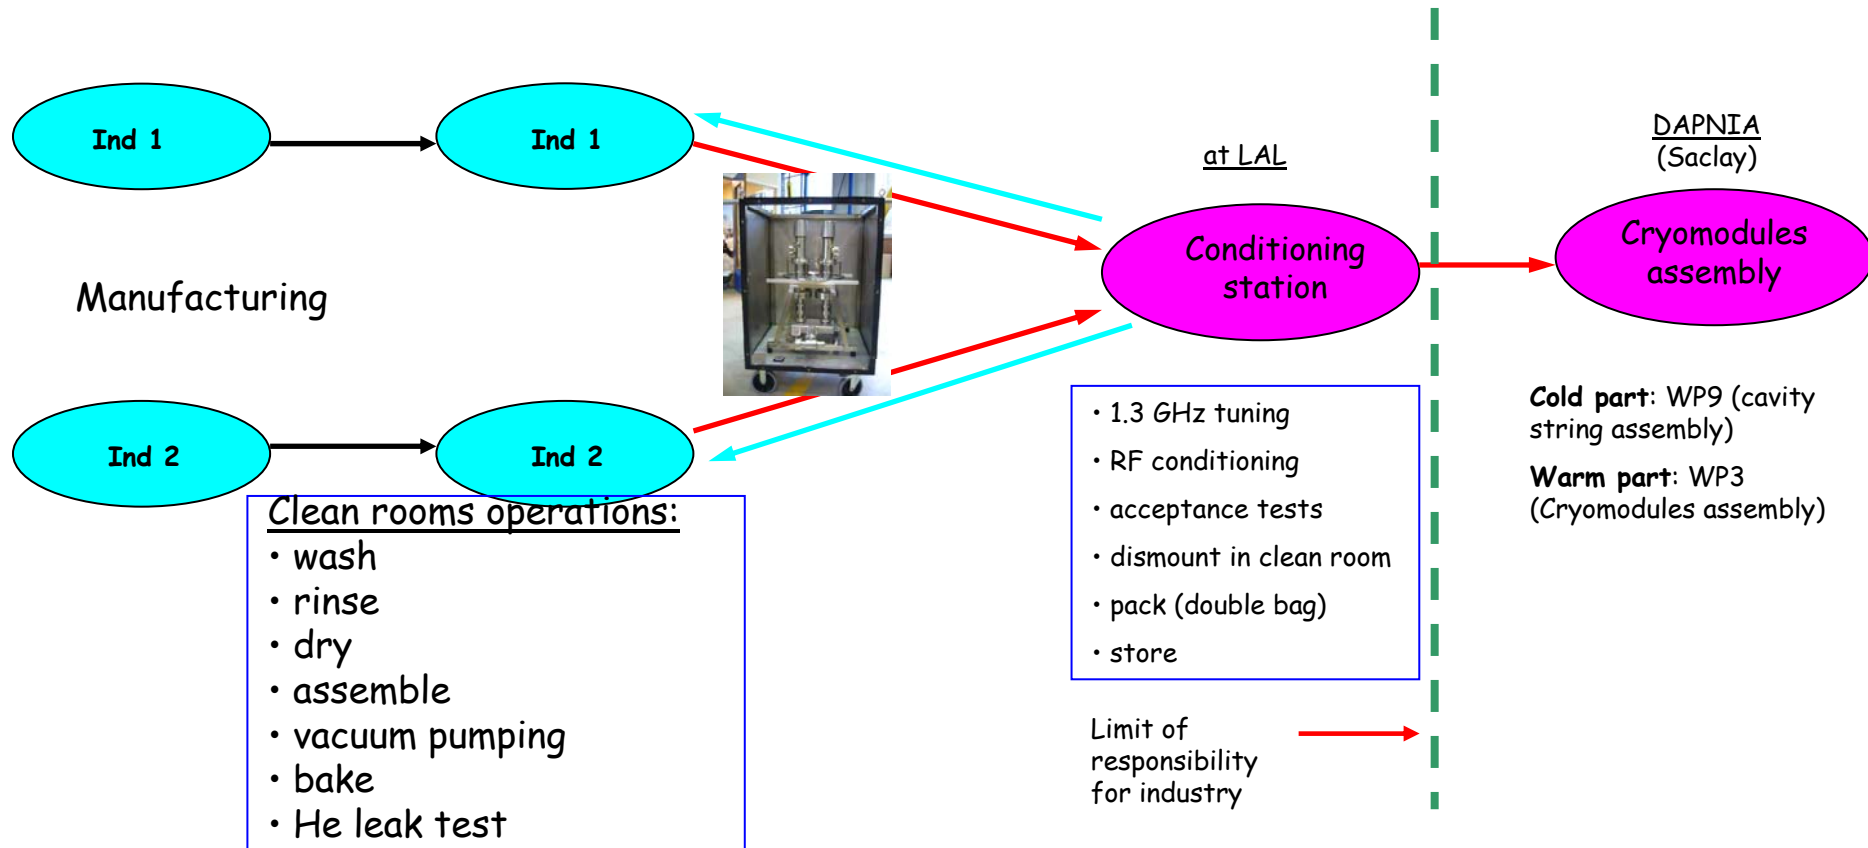 Ind 1
Ind 1
at LAL
DAPNIA
(Saclay)
Conditioning
station
Cryomodules
assembly
Manufacturing
Ind 2
Ind 2
Clean rooms operations:
• wash
• rinse
• dry
• assemble
• vacuum pumping
• bake
• He leak test
• 1.3 GHz tuning
• RF conditioning
• acceptance tests
• dismount in clean room
• pack (double bag)
• store
Limit of
responsibility
for industry
Cold part: WP9 (cavity
string assembly)
Warm part: WP3
(Cryomodules assembly)